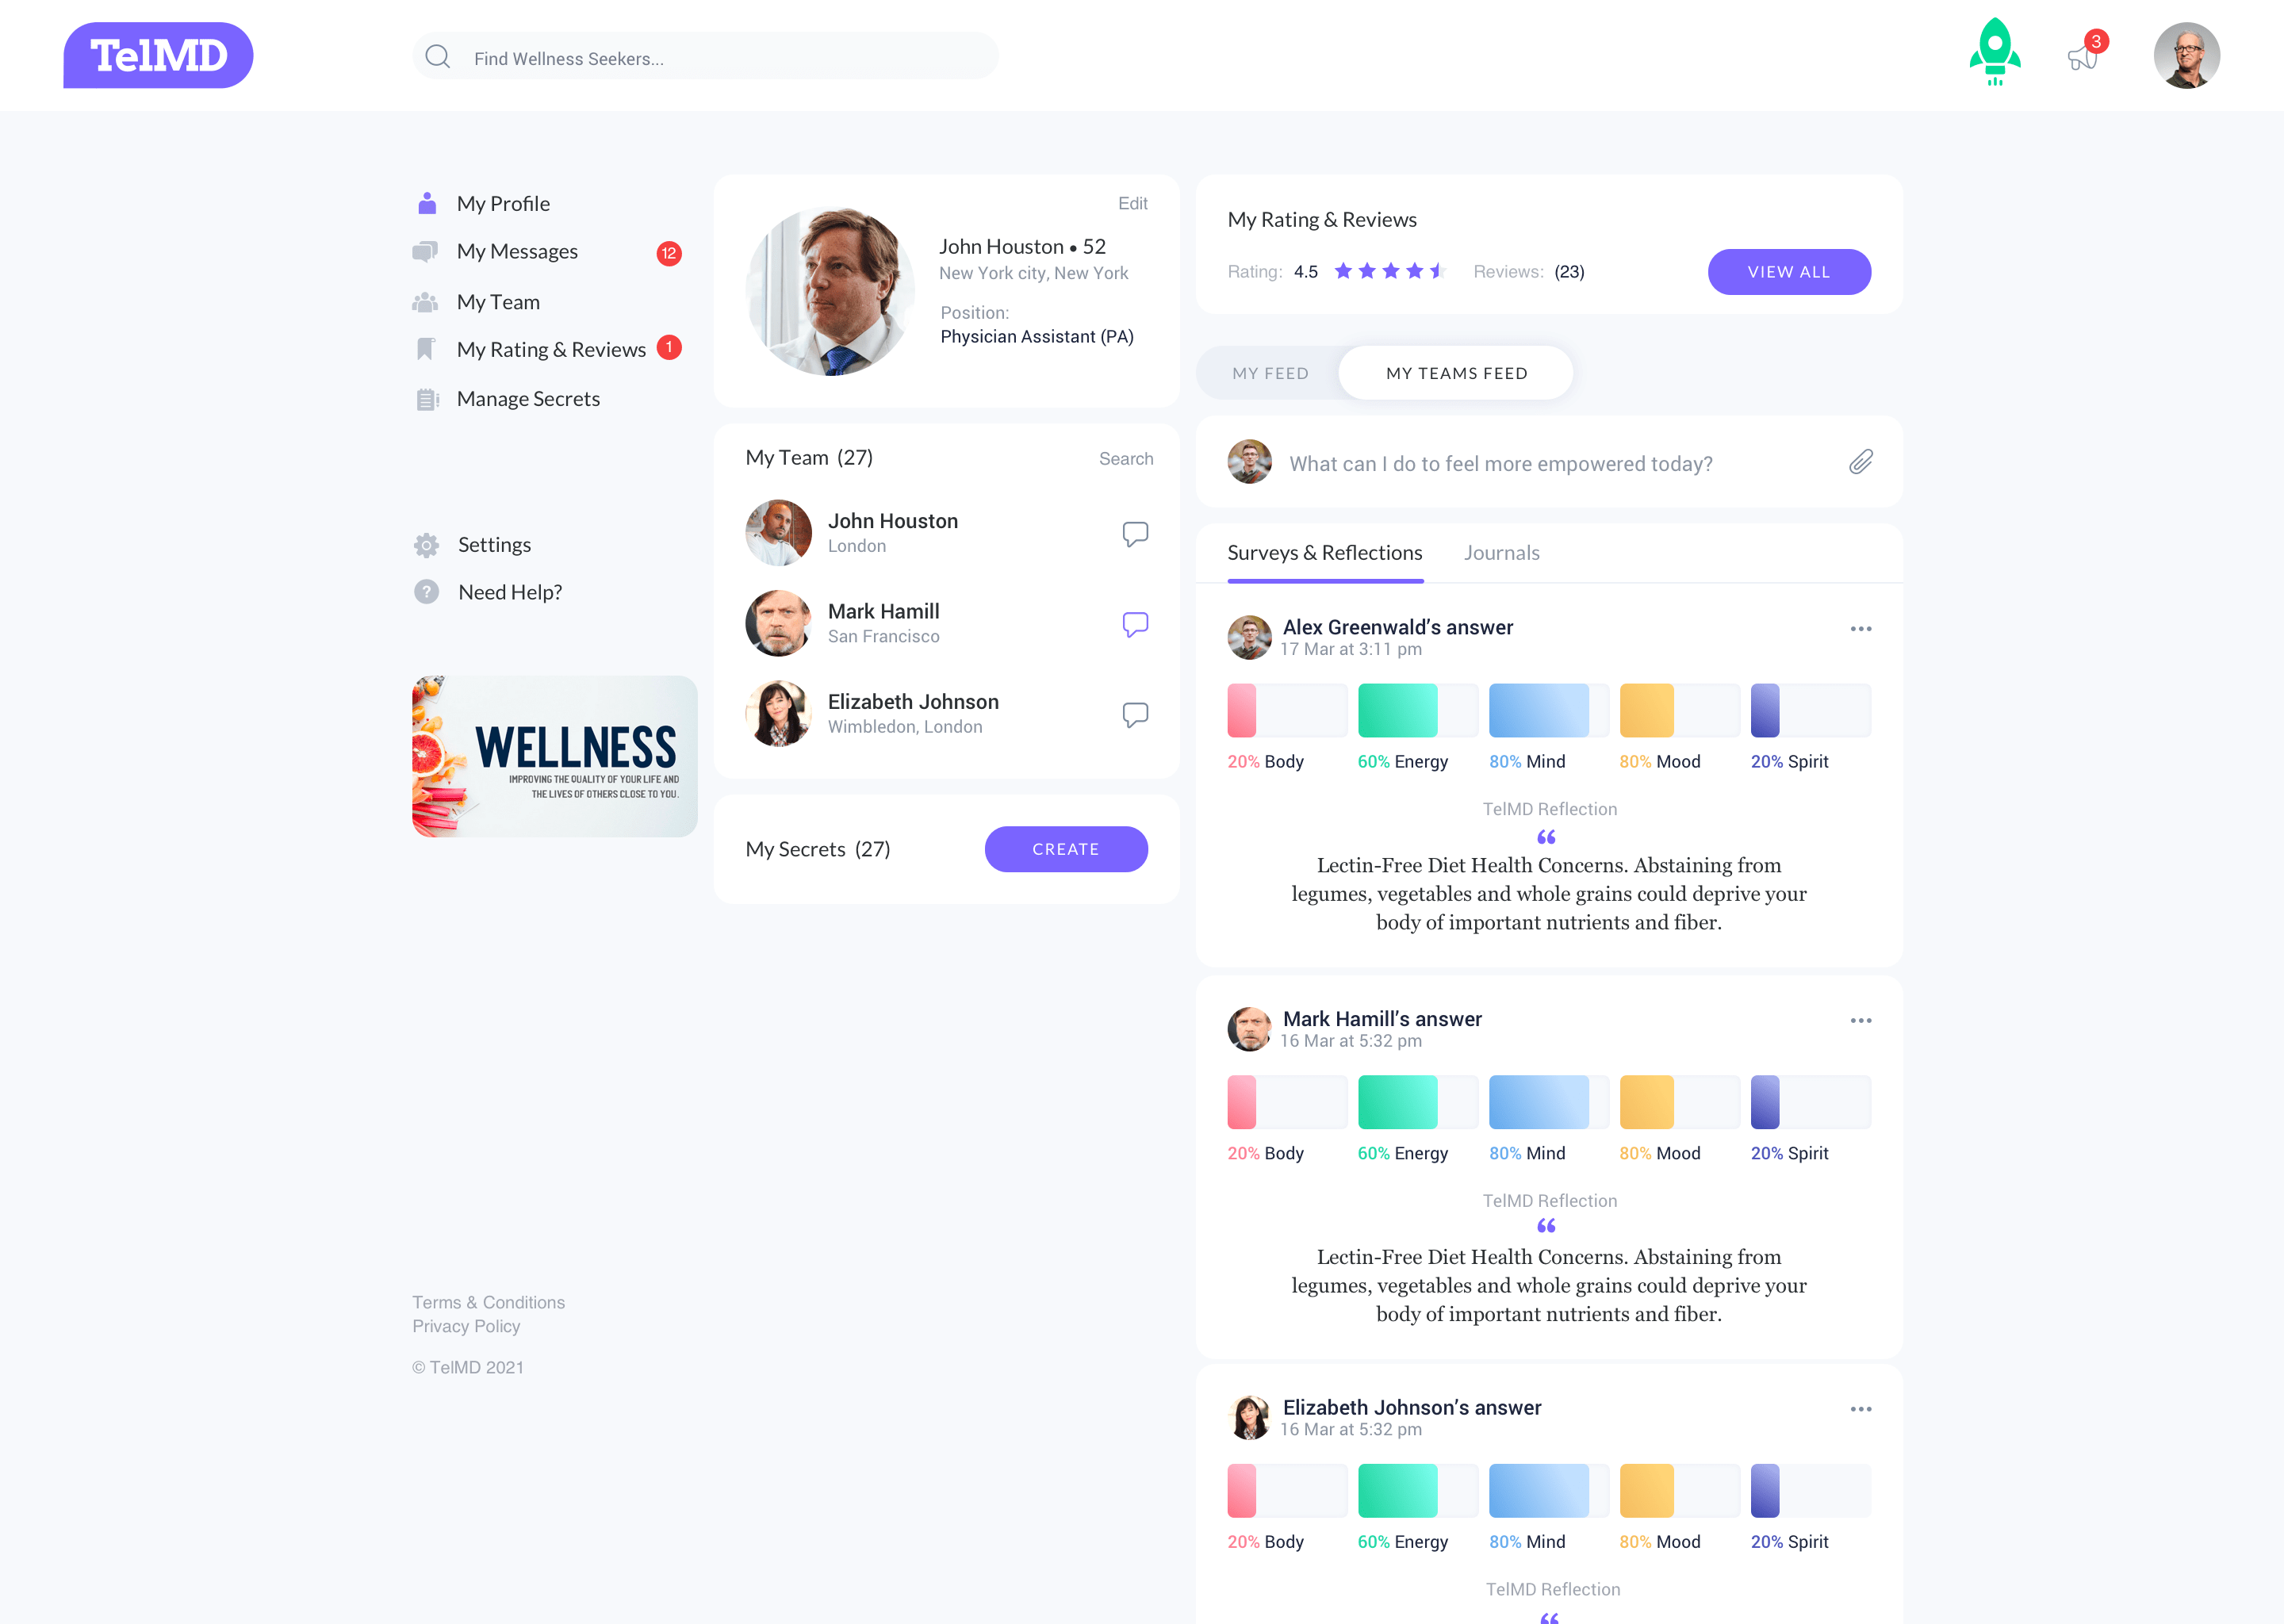 TelMD
Find Wellness Seekers...
3
My Profile
My Messages
12
My Team
My Rating & Reviews
1
Manage Secrets
Settings
?
Need Help?
WELLNESS
IMPROVING THE QUALITY OF YOUR LIFE AND
THE LIVES OF OTHERS CLOSE TO YOU.
Terms & Conditions
Privacy Policy
© TelMD 2021
Edit
John Houston • 52
New York city, New York
Position:
Physician Assistant (PA)
My Team (27)
Search
John Houston
London
Mark Hamill
San Francisco
Elizabeth Johnson
Wimbledon, London
My Secrets (27)
CREATE
My Rating & Reviews
Rating: 4.5 Reviews: (23)
VIEW ALL
MY FEED
MY TEAMS FEED
What can I do to feel more empowered today?
Surveys & Reflections
Journals
Alex Greenwald’s answer
17 Mar at 3:11 pm
20% Body 60% Energy 80% Mind 80% Mood 20% Spirit
TelMD Reflection
“
Lectin-Free Diet Health Concerns. Abstaining from
legumes, vegetables and whole grains could deprive your
body of important nutrients and fiber.
Mark Hamill’s answer
16 Mar at 5:32 pm
20% Body 60% Energy 80% Mind 80% Mood 20% Spirit
TelMD Reflection
“
Lectin-Free Diet Health Concerns. Abstaining from
legumes, vegetables and whole grains could deprive your
body of important nutrients and fiber.
Elizabeth Johnson’s answer
16 Mar at 5:32 pm
20% Body 60% Energy 80% Mind 80% Mood 20% Spirit
TelMD Reflection
“